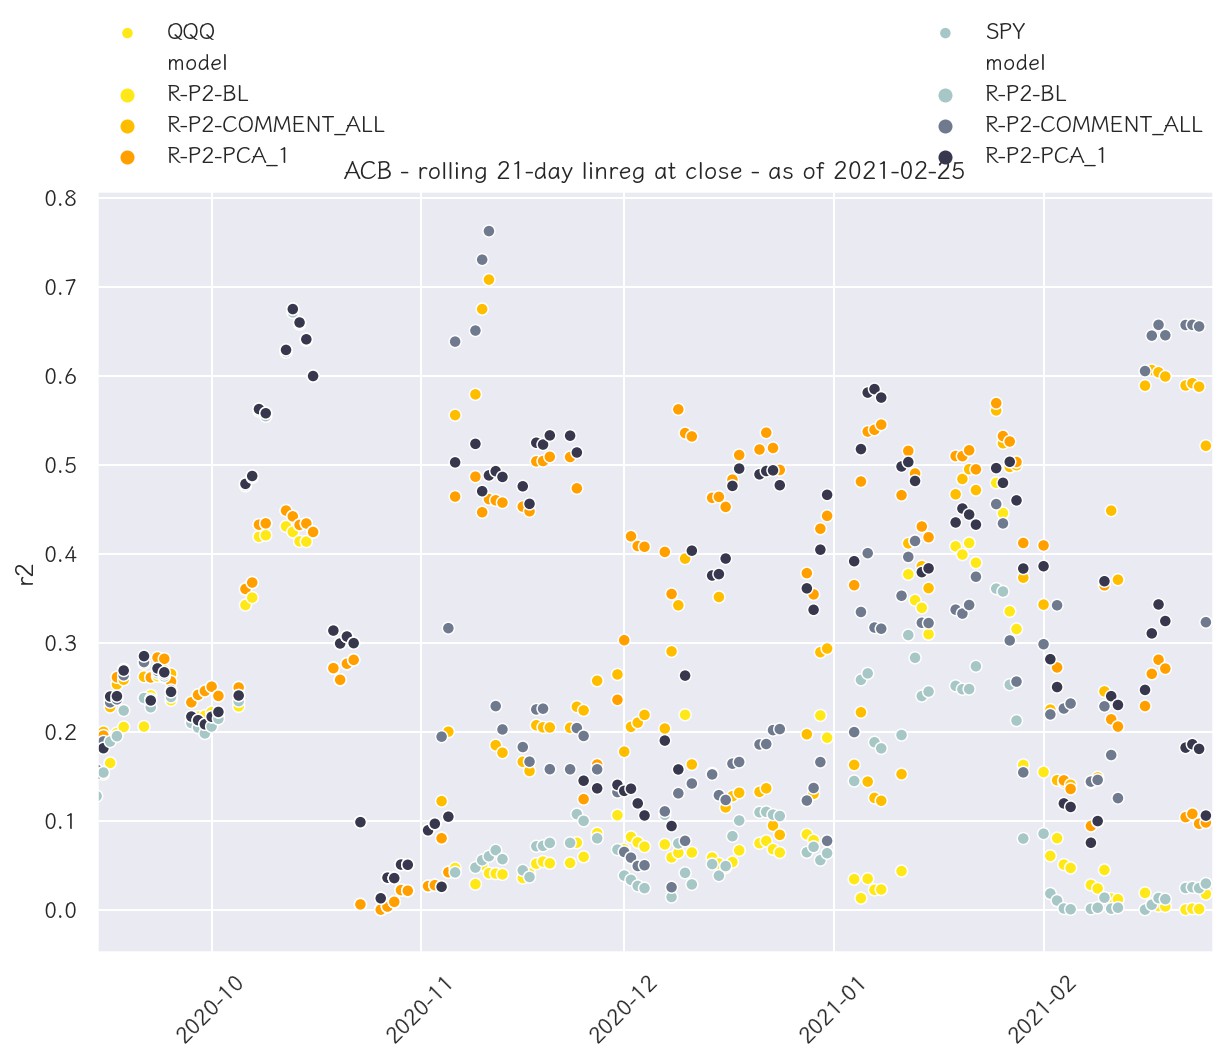 QQQ
model
R-P2-BL
R-P2-COMMENT_ALL
R-P2-PCA_1
SPY
model
R-P2-BL
R-P2-COMMENT_ALL
R-P2-PCA_1
ACB - rolling 21-day linreg at close - as of 2021-02-25
0.8
0.7
0.6
0.5
0.4
0.3
0.2
0.1
0.0
r2
2020-10
2020-11
2020-12
2021-01
2021-02